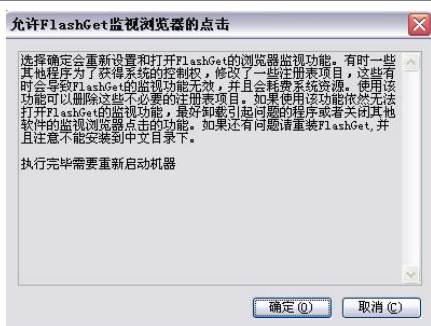 允许FlashGet监视浏览器的点击
选择确定会重新设置和打开FlashGet的浏览器监视功能。有时一些
其他程序为了获得系统的控制权，修改了一些注册表项目，这些有
时会导致FlashGet的监视功能无效，并且会耗费系统资源。使用该
功能可以删除这些不必要的注册表项目。如果使用该功能依然无法
打开FlashGet的监视功能，最好卸载引起问题的程序或者关闭其他
软件的监视浏览器点击的功能。如果还有问题请重装FlashGet,并
且注意不能安装到中文目录下。
执行完毕需要重新启动机器
确定(O)
取消(C)